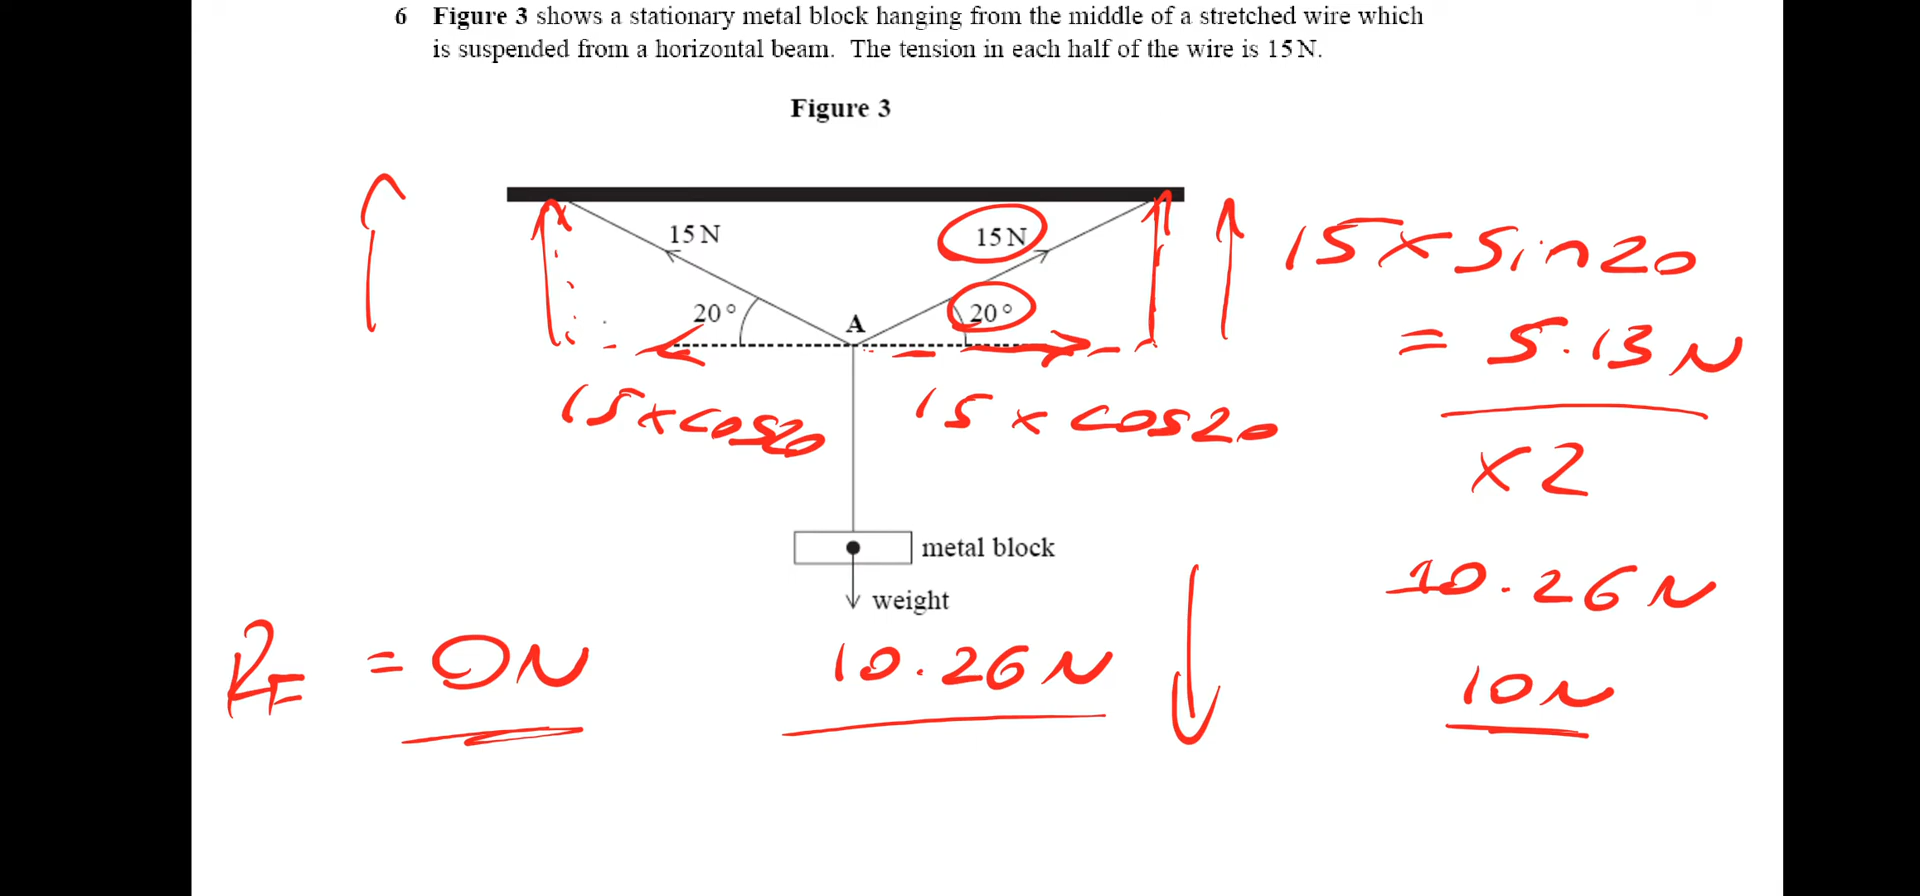 6 Figure 3 shows a stationary metal block hanging from the middle of a stretched wire which
is suspended from a horizontal beam. The tension in each half of the wire is 15 N.
Figure 3
15 N
15 N
15 × sin 20
20°
A
20°
= 5.13 N
15 × cos 20
15 × cos 20
× 2
metal block
10.26 N
weight
RF = 0N
10.26 N
10 N